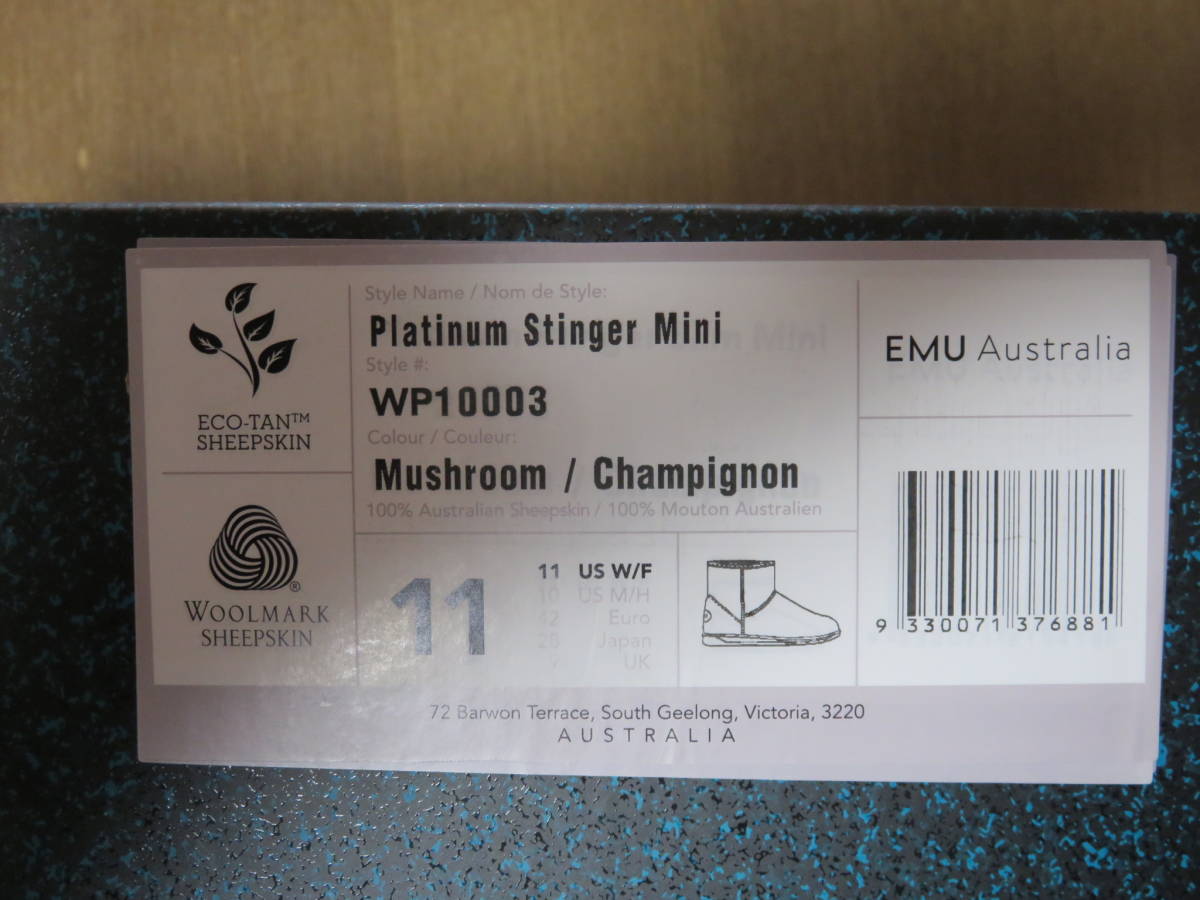 ECO-TAN™
SHEEPSKIN
WOOLMARK
SHEEPSKIN
Style Name / Nom de Style:
Platinum Stinger Mini
Style #:
WP10003
Colour / Couleur:
Mushroom / Champignon
100% Australian Sheepskin / 100% Mouton Australien
11
11 US W/F
10 US M/H
42 Euro
28 Japan
UK
EMU Australia
9 330071 376881
72 Barwon Terrace, South Geelong, Victoria, 3220
AUSTRALIA